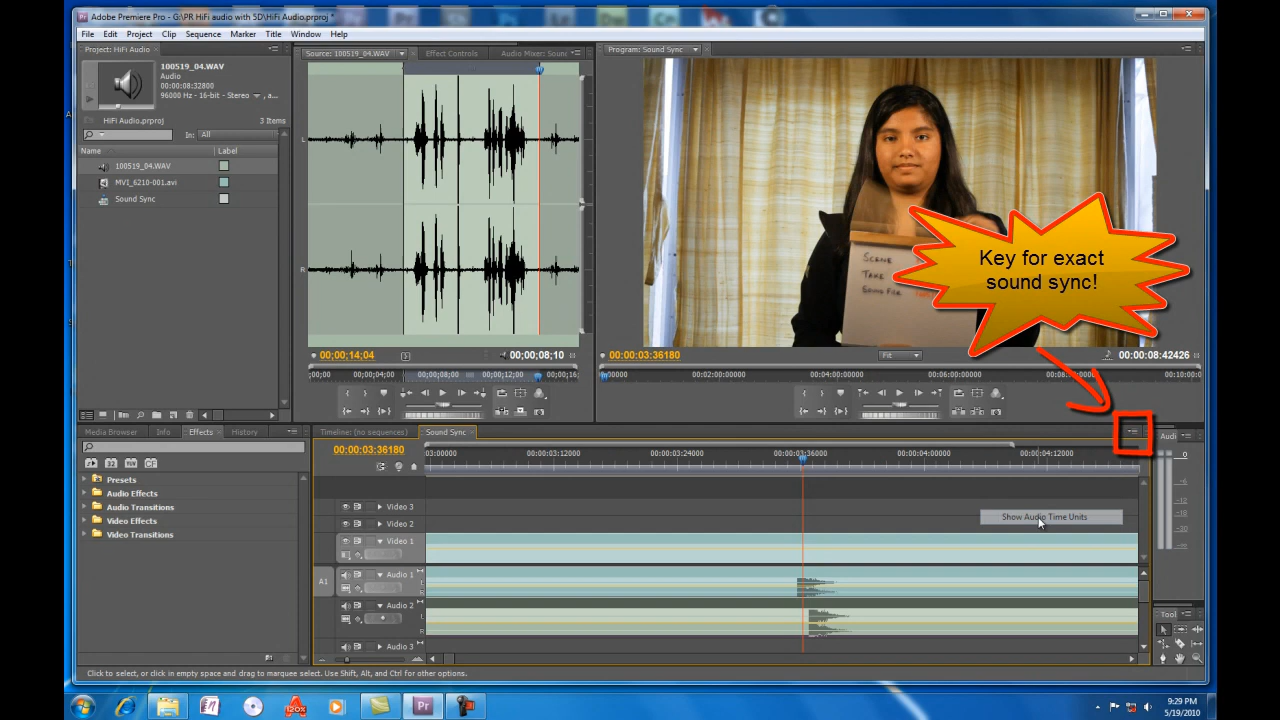 Adobe Premiere Pro - G:\PR HiFi audio with 5D\HiFi Audio.prproj *
File Edit Project Clip Sequence Marker Title Window Help
Project: HiFi Audio
100519_04.WAV
Audio
00:00:08:32800
96000 Hz - 16-bit - Stereo , a...
HiFi Audio.prproj 3 Items
In: All
Name Label
100519_04.WAV
MVI_6210-001.avi
Sound Sync
Source: 100519_04.WAV Effect Controls Audio Mixer: Soun
L
R
00;00;14;04 00;00;08;10
;00;00 00;00;04;00 00;00;08;00 00;00;12;00 00;00;16;
Program: Sound Sync
SCENE
TAKE
SOUND FILE
Key for exact
sound sync!
00:00:03:36180 Fit 00:00:08:42426
00000 00:02:00:00000 00:04:00:00000 00:06:00:00000 00:10:00:0
Media Browser Info Effects History
Presets
Audio Effects
Audio Transitions
Video Effects
Video Transitions
Timeline: (no sequences) Sound Sync
00:00:03:36180
03:00000 00:00:03:12000 00:00:03:24000 00:00:03:36000 00:00:04:00000 00:00:04:12000
Video 3
Video 2
Video 1
A1 Audio 1
L
R
Audio 2
L
R
Audio 3
Show Audio Time Units
Audi
0
-6
-12
-18
-30
Tool
Click to select, or click in empty space and drag to marquee select. Use Shift, Alt, and Ctrl for other options.
Pr
9:29 PM
5/19/2010